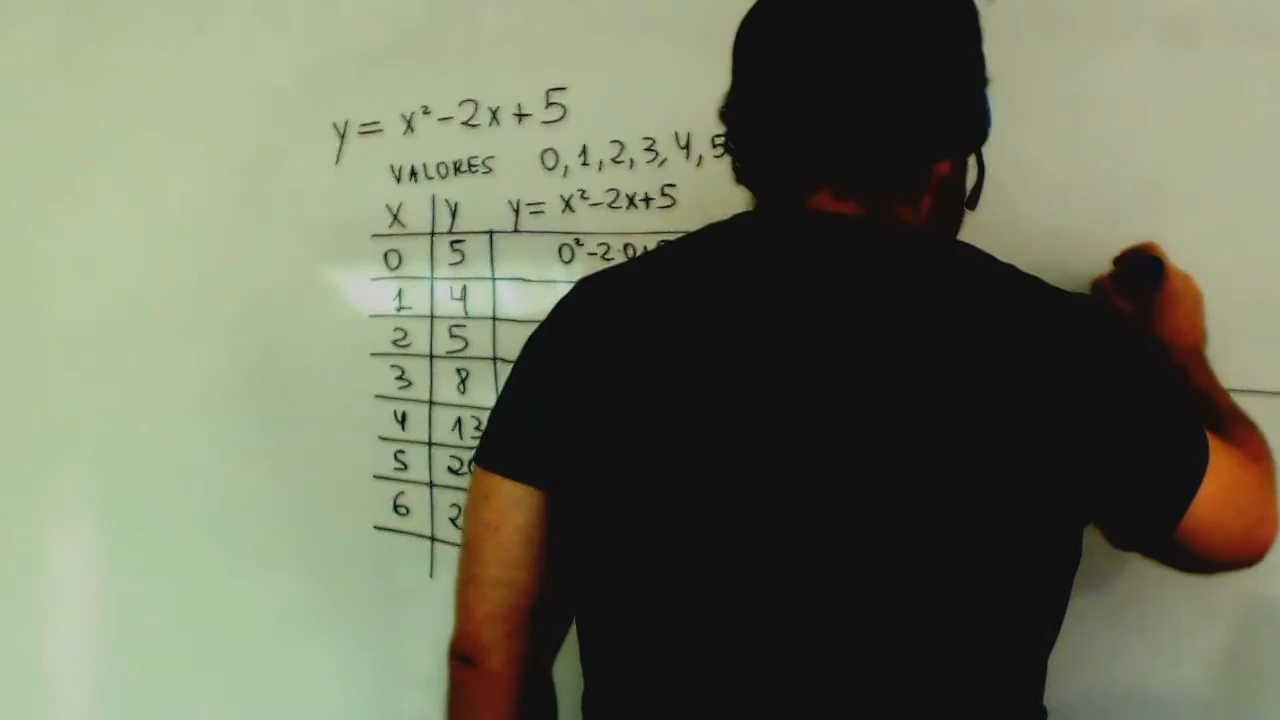 y = x² - 2x + 5
VALORES 0, 1, 2, 3, 4, 5
x y y = x² - 2x + 5
0 5 0² - 2·0+
1 4
2 5
3 8
4 13
5 2
6 2